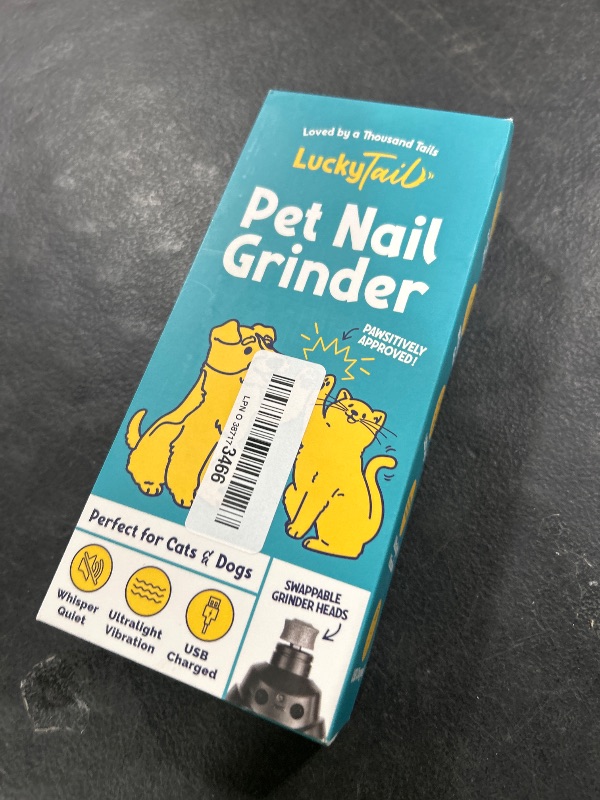 Loved by a Thousand Tails
LuckyTail
Pet Nail
Grinder
PAWSITIVELY
APPROVED!
LPN O 387173466
Perfect for Cats & Dogs
Whisper
Quiet
Ultralight
Vibration
USB
Charged
SWAPPABLE
GRINDER HEADS